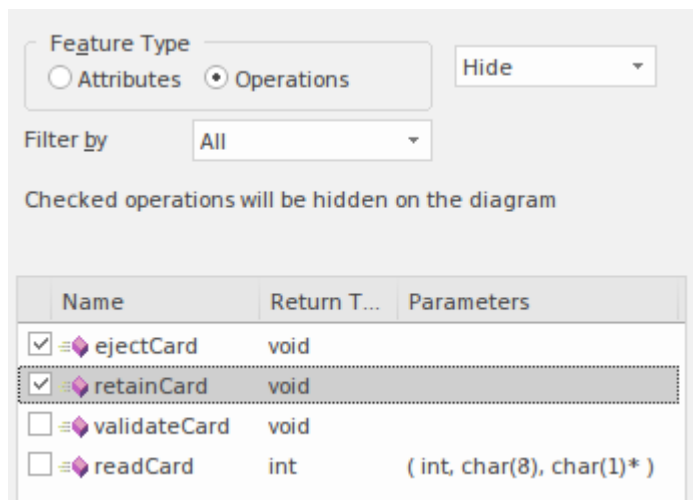 Feature Type
Attributes Operations Hide
Filter by All
Checked operations will be hidden on the diagram
Name Return T... Parameters
ejectCard void
retainCard void
validateCard void
readCard int ( int, char(8), char(1)* )